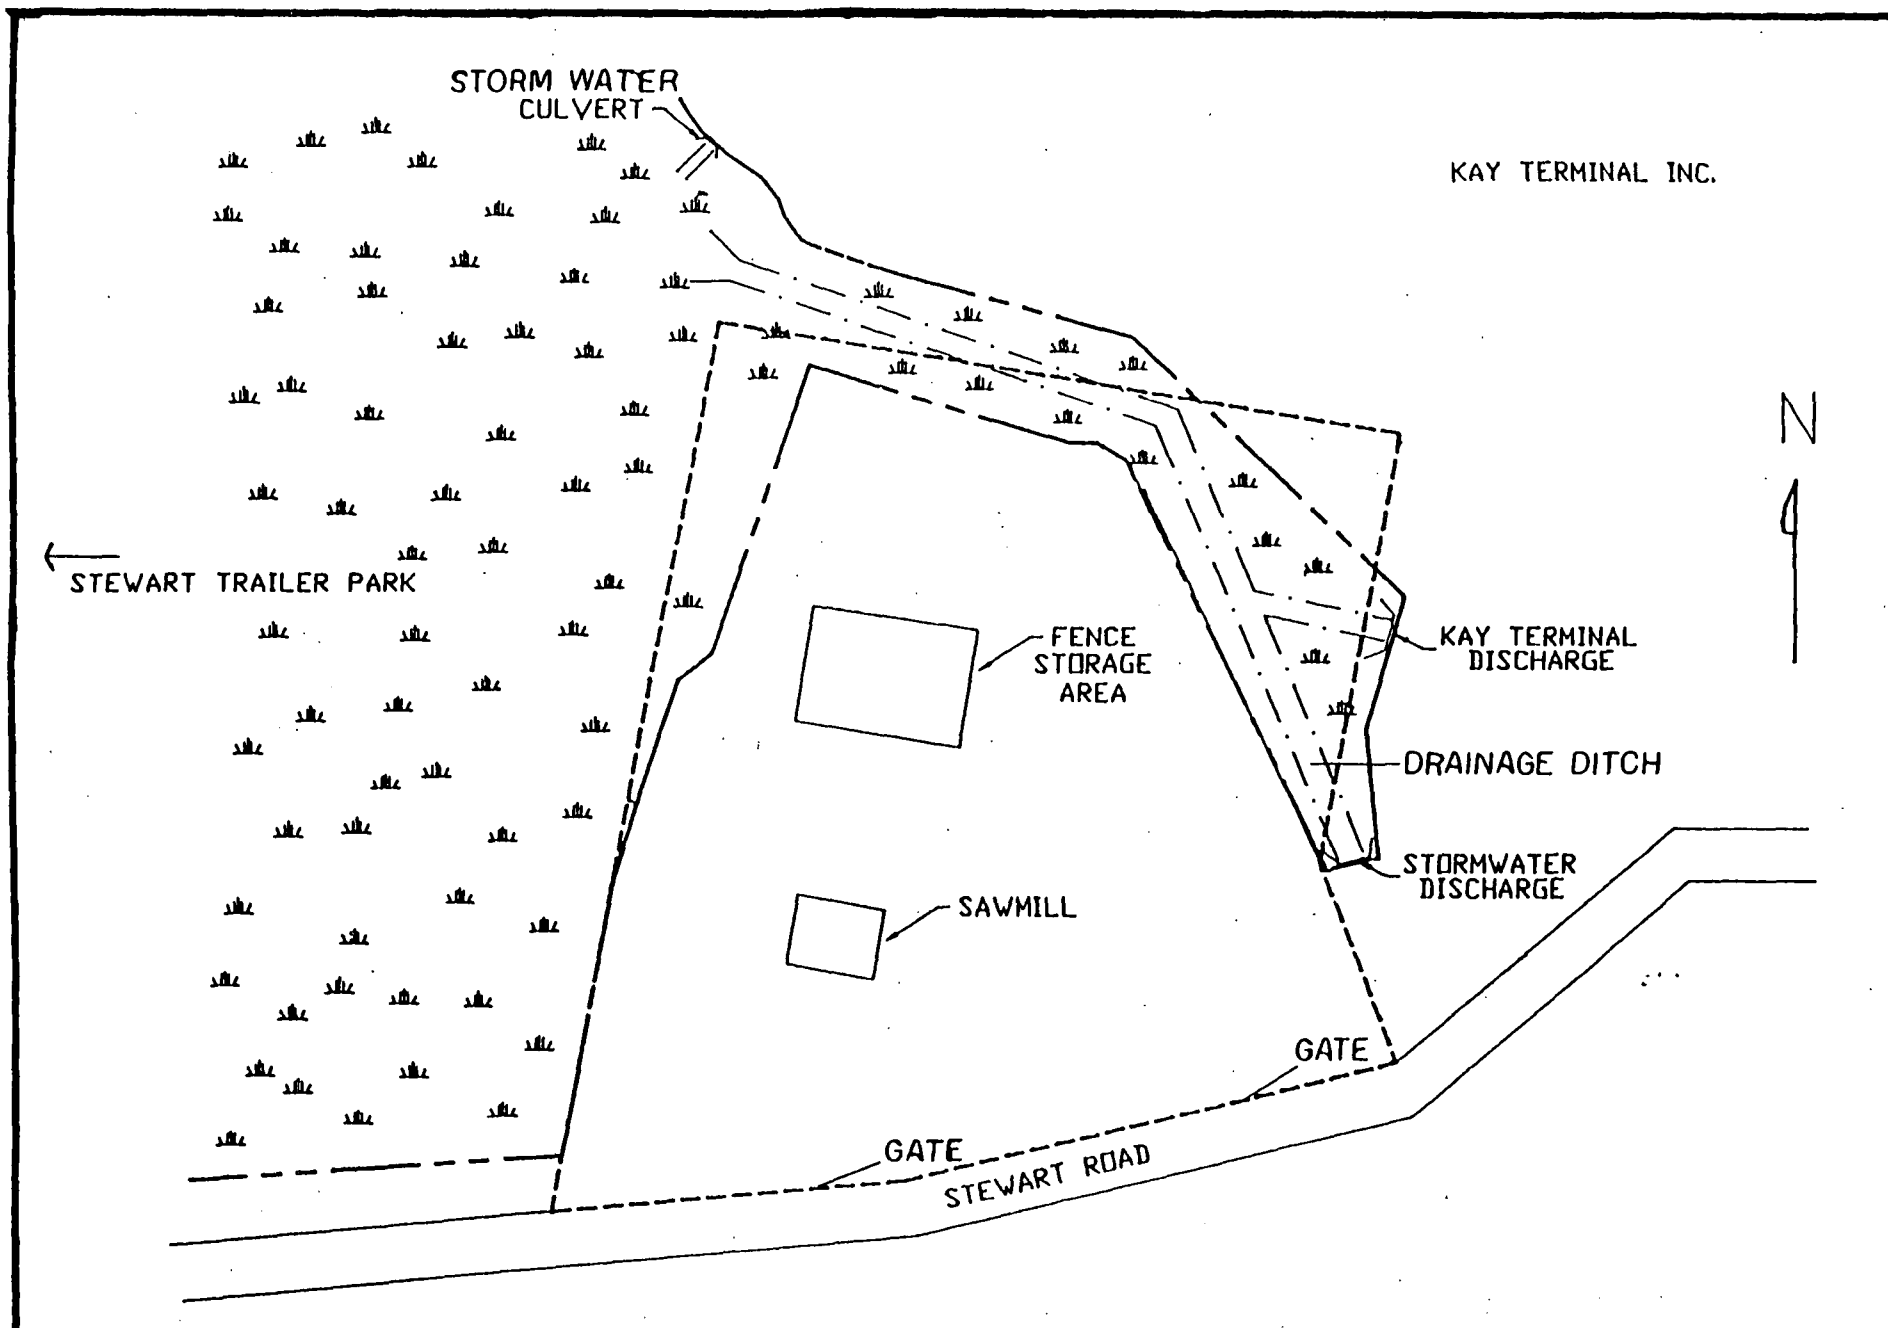 STORM WATER
CULVERT
KAY TERMINAL INC.
N
STEWART TRAILER PARK
FENCE
STORAGE
AREA
KAY TERMINAL
DISCHARGE
DRAINAGE DITCH
STORMWATER
DISCHARGE
SAWMILL
GATE
GATE
STEWART ROAD